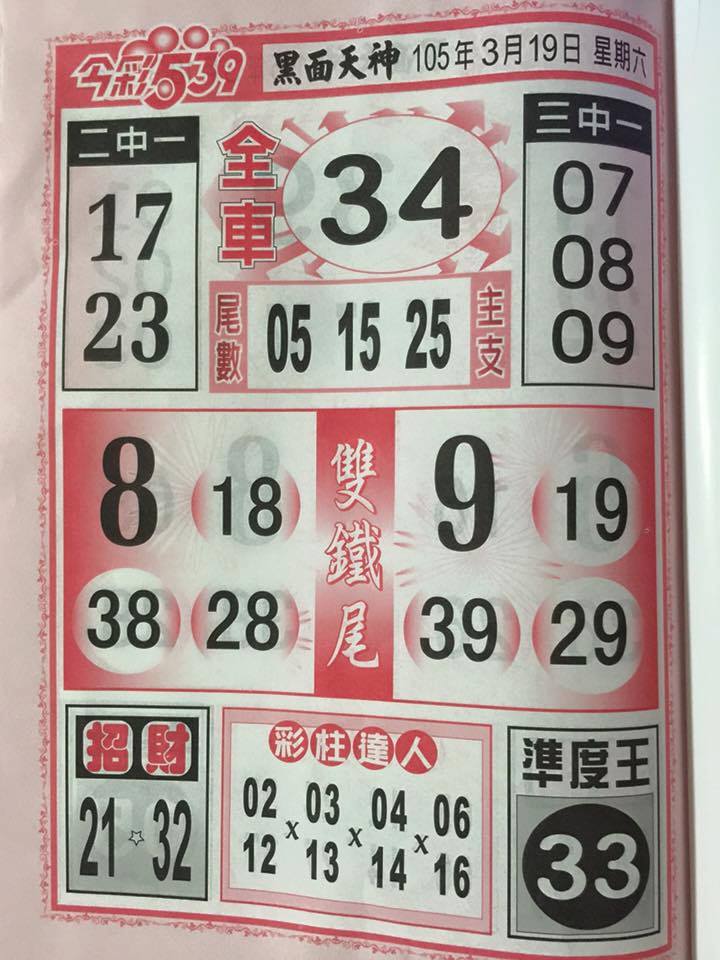 今彩539 黑面天神 105年3月19日 星期六
二中一
17
23
全車
34
尾數
05 15 25
主支
三中一
07
08
09
8 18
38 28
雙鐵尾
9 19
39 29
招財
21☆32
彩柱達人
02 03 04 06
x x x
12 13 14 16
準度王
33